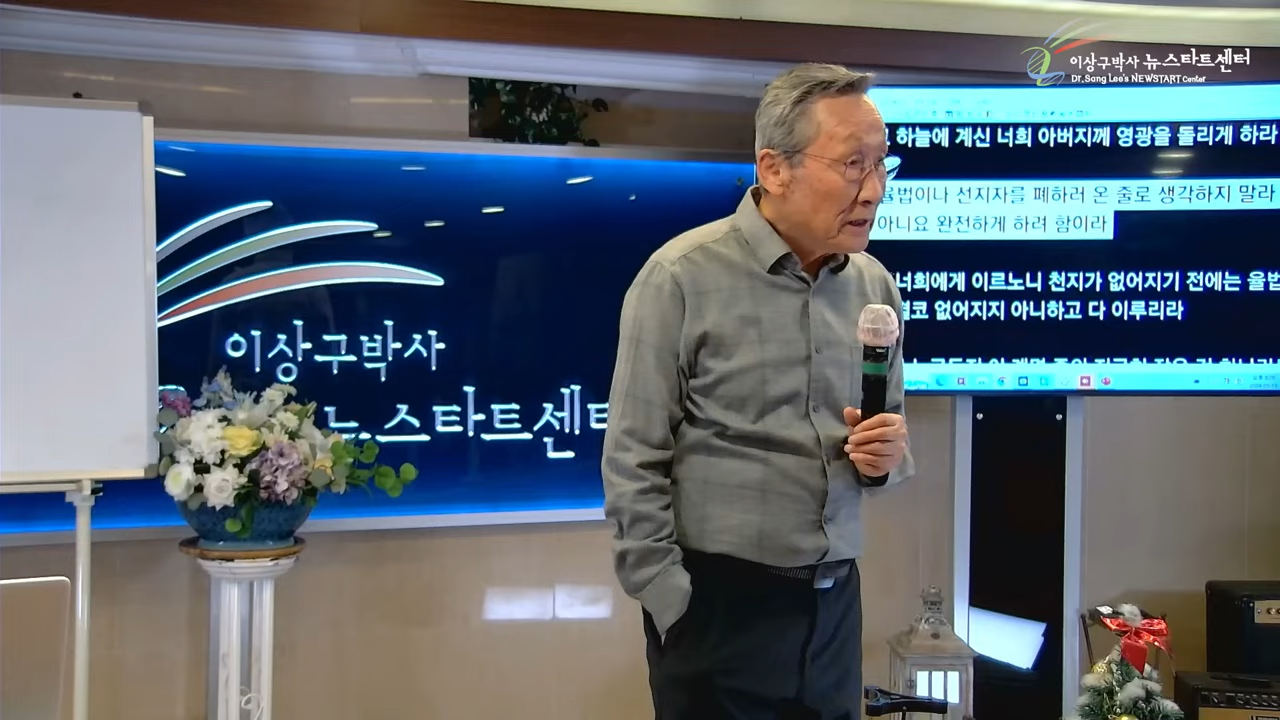 이상구박사 뉴스타트센터
Dr. Sang Lee's NEWSTART Center
하늘에 계신 너희 아버지께 영광을 돌리게 하라
율법이나 선지자를 폐하러 온 줄로 생각하지 말라
아니요 완전하게 하려 함이라
너희에게 이르노니 천지가 없어지기 전에는 율법
결코 없어지지 아니하고 다 이루리라
이상구박사
뉴스타트센터